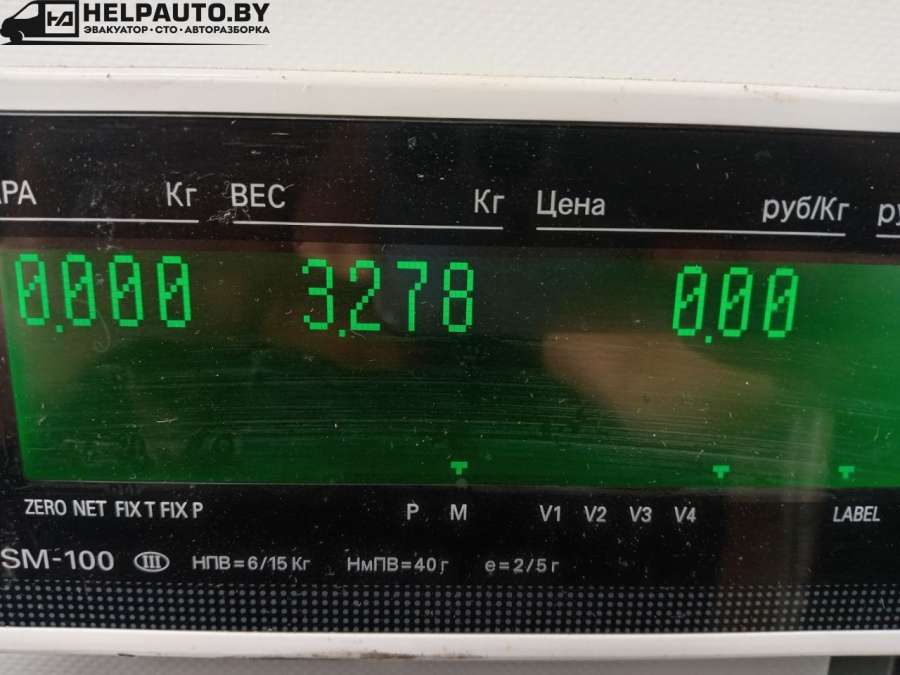 HELPAUTO.BY
ЭВАКУАТОР • СТО • АВТОРАЗБОРКА
Кг ВЕС Кг Цена руб/Кг
0.000 3.278 0.00
ZERO NET FIX T FIX P P M V1 V2 V3 V4 LABEL
SM-100 III НПВ=6/15 Кг НмПВ=40 г е=2/5 г